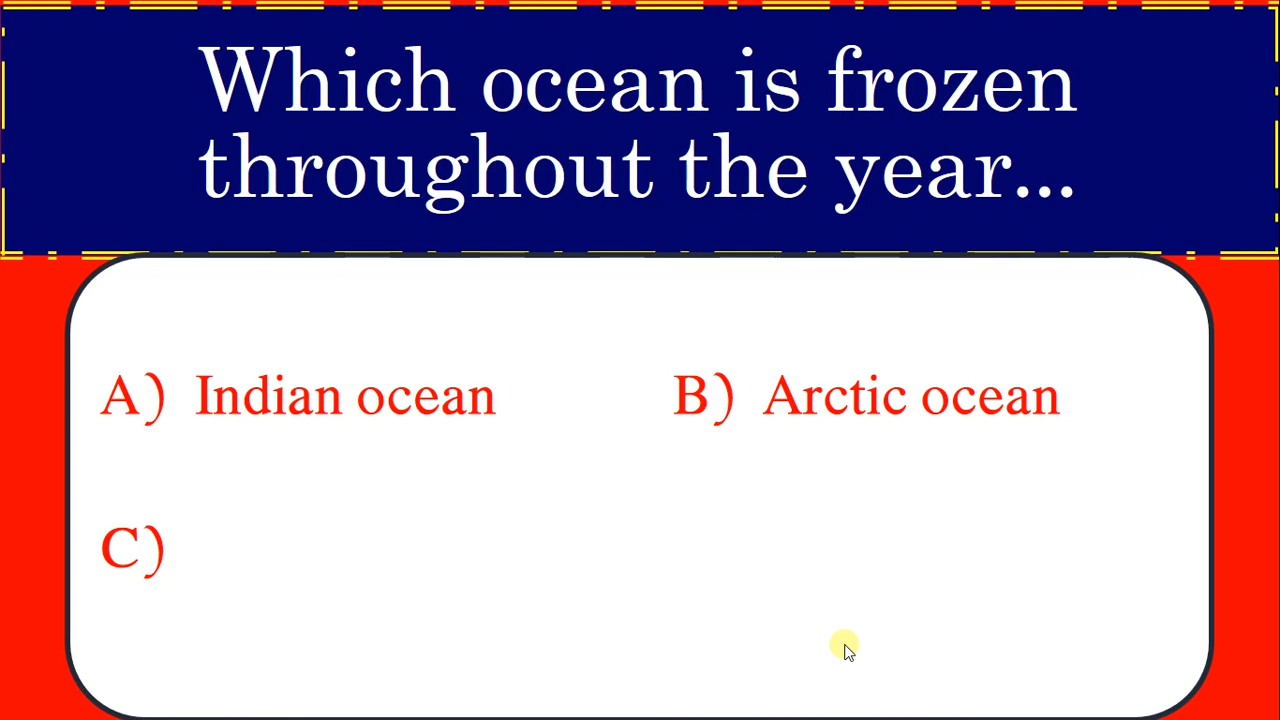 Which ocean is frozen
throughout the year...
A) Indian ocean
B) Arctic ocean
C)